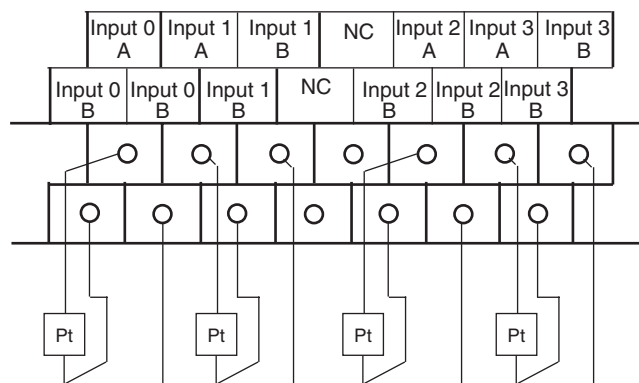 Input 0 Input 1 Input 1 NC Input 2 Input 3 Input 3
A A B A A B
Input 0 Input 0 Input 1 NC Input 2 Input 2 Input 3
B B B B B B
Pt Pt Pt Pt